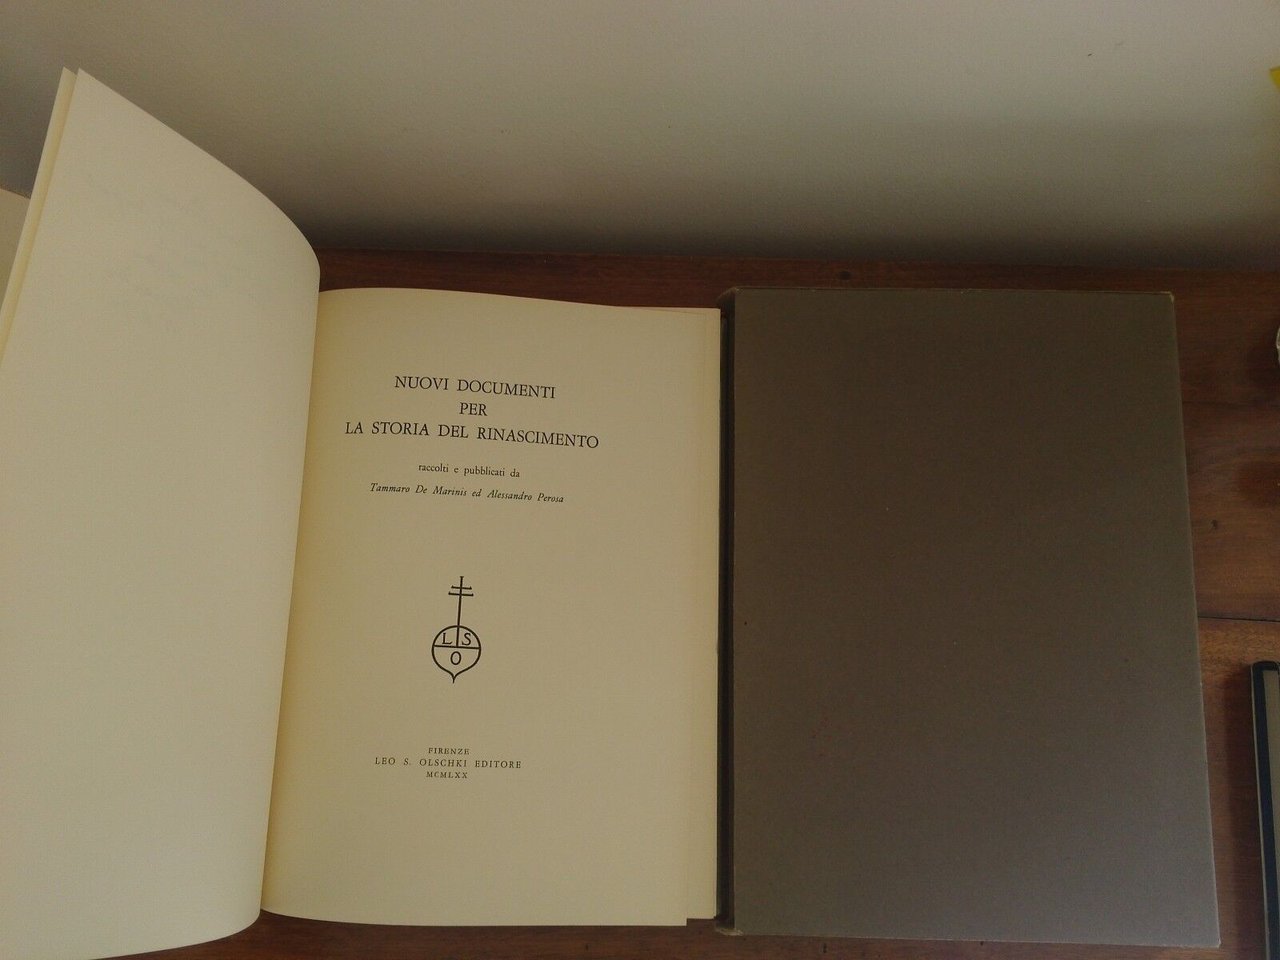 NUOVI DOCUMENTI
PER
LA STORIA DEL RINASCIMENTO
raccolti e pubblicati da
Tammaro De Marinis ed Alessandro Perosa
L S
O
FIRENZE
LEO S. OLSCHKI EDITORE
MCMLXX